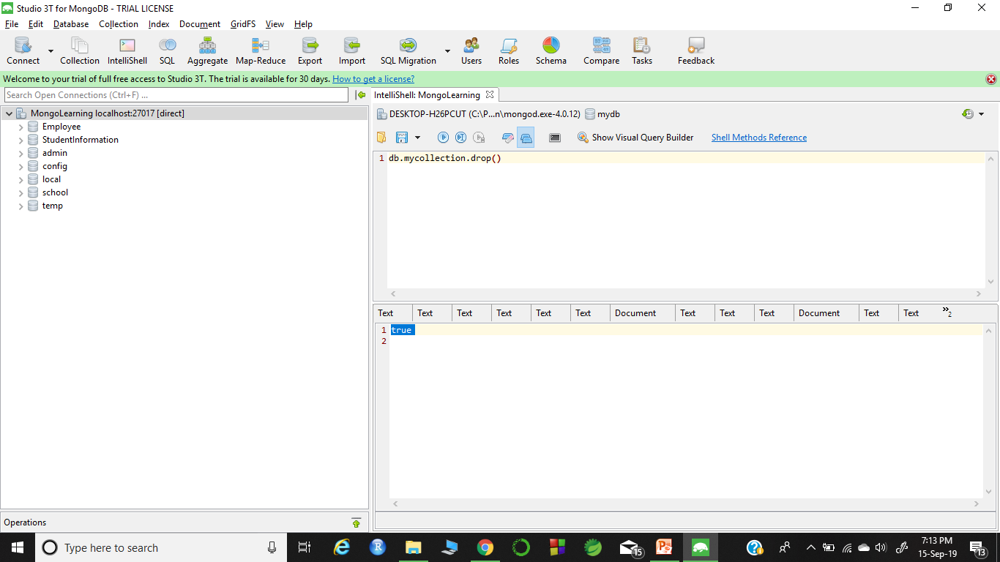 Studio 3T for MongoDB - TRIAL LICENSE
File Edit Database Collection Index Document GridFS View Help
Connect Collection IntelliShell SQL Aggregate Map-Reduce Export Import SQL Migration Users Roles Schema Compare Tasks Feedback
Welcome to your trial of full free access to Studio 3T. The trial is available for 30 days. How to get a license?
Search Open Connections (Ctrl+F) ...
MongoLearning localhost:27017 [direct]
Employee
StudentInformation
admin
config
local
school
temp
Operations
IntelliShell: MongoLearning
DESKTOP-H26PCUT (C:\P...n\mongod.exe-4.0.12) mydb
Show Visual Query Builder Shell Methods Reference
1 db.mycollection.drop()
Text Text Text Text Text Text Document Text Text Text Document Text Text »2
1 true
2
Type here to search
15
7:13 PM
15-Sep-19
13